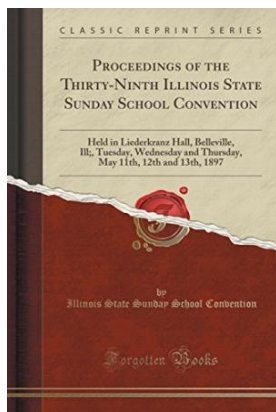 CLASSIC REPRINT SERIES
PROCEEDINGS OF THE
THIRTY-NINTH ILLINOIS STATE
SUNDAY SCHOOL CONVENTION
Held in Liederkranz Hall, Belleville,
Ill;, Tuesday, Wednesday and Thursday,
May 11th, 12th and 13th, 1897
by
Illinois State Sunday School Convention
Forgotten Books